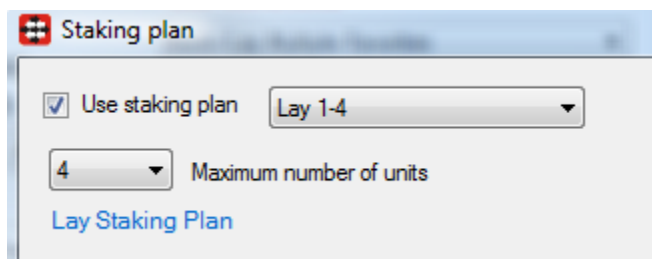 Staking plan
Use staking plan Lay 1-4
4 Maximum number of units
Lay Staking Plan